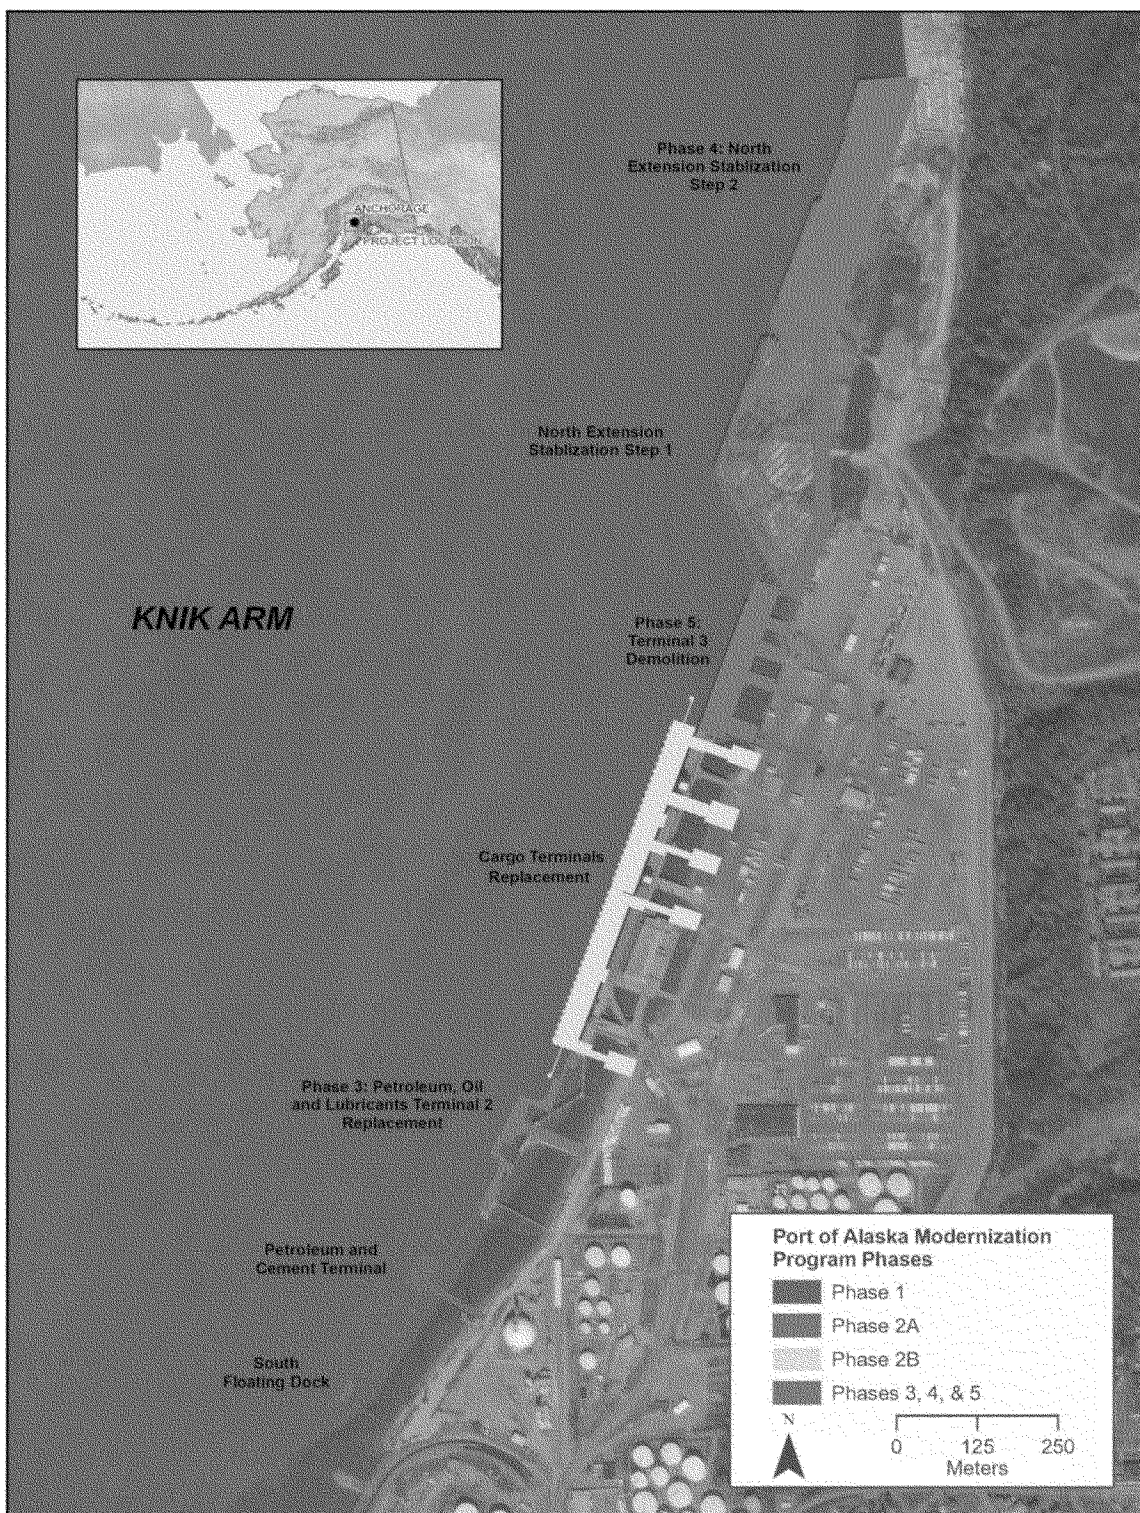 ANCHORAGE
PROJECT LOCATION
Phase 4: North
Extension Stablization
Step 2
North Extension
Stablization Step 1
KNIK ARM
Phase 5:
Terminal 3
Demolition
Cargo Terminals
Replacement
Phase 3: Petroleum, Oil
and Lubricants Terminal 2
Replacement
Petroleum and
Cement Terminal
South
Floating Dock
Port of Alaska Modernization
Program Phases
Phase 1
Phase 2A
Phase 2B
Phases 3, 4, & 5
N
0 125 250
Meters